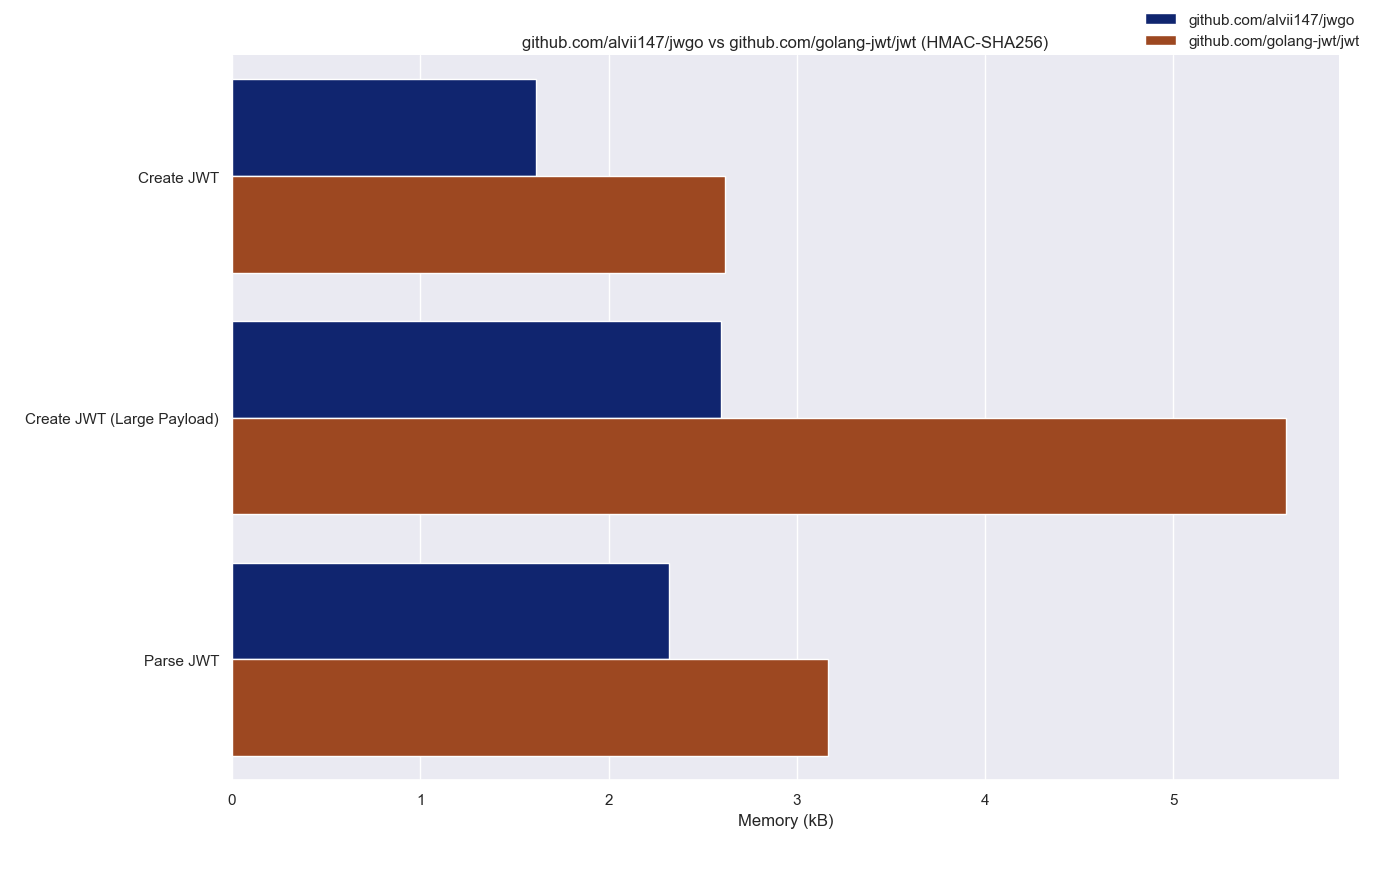 github.com/alvii147/jwgo
github.com/golang-jwt/jwt
github.com/alvii147/jwgo vs github.com/golang-jwt/jwt (HMAC-SHA256)
Create JWT
Create JWT (Large Payload)
Parse JWT
0 1 2 3 4 5
Memory (kB)